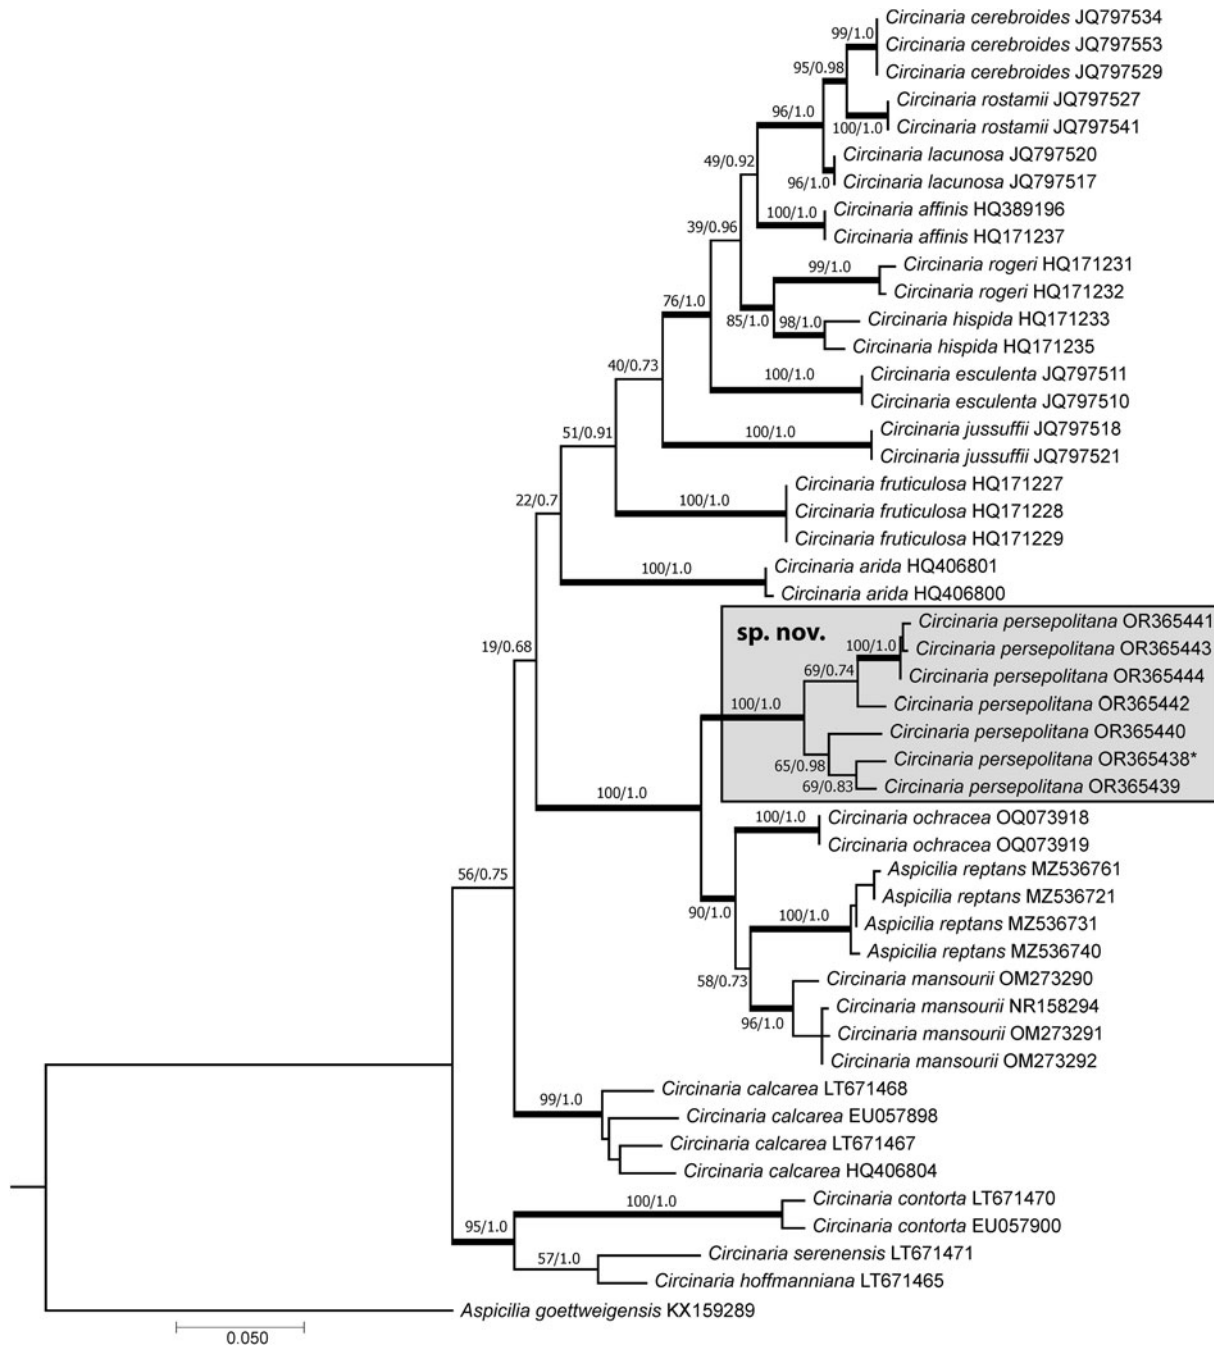 Circinaria cerebroides JQ797534
99/1.0
Circinaria cerebroides JQ797553
95/0.98
Circinaria cerebroides JQ797529
Circinaria rostamii JQ797527
96/1.0
100/1.0
Circinaria rostamii JQ797541
Circinaria lacunosa JQ797520
49/0.92
96/1.0
Circinaria lacunosa JQ797517
100/1.0
Circinaria affinis HQ389196
39/0.96
Circinaria affinis HQ171237
99/1.0
Circinaria rogeri HQ171231
Circinaria rogeri HQ171232
76/1.0
85/1.0
98/1.0
Circinaria hispida HQ171233
Circinaria hispida HQ171235
40/0.73
100/1.0
Circinaria esculenta JQ797511
Circinaria esculenta JQ797510
51/0.91
100/1.0
Circinaria jussuffii JQ797518
Circinaria jussuffii JQ797521
Circinaria fruticulosa HQ171227
22/0.7
100/1.0
Circinaria fruticulosa HQ171228
Circinaria fruticulosa HQ171229
100/1.0
Circinaria arida HQ406801
Circinaria arida HQ406800
sp. nov.
Circinaria persepolitana OR365441
19/0.68
100/1.0
Circinaria persepolitana OR365443
69/0.74
Circinaria persepolitana OR365444
100/1.0
Circinaria persepolitana OR365442
Circinaria persepolitana OR365440
65/0.98
Circinaria persepolitana OR365438*
100/1.0
69/0.83
Circinaria persepolitana OR365439
100/1.0
Circinaria ochracea OQ073918
Circinaria ochracea OQ073919
56/0.75
Aspicilia reptans MZ536761
Aspicilia reptans MZ536721
90/1.0
100/1.0
Aspicilia reptans MZ536731
Aspicilia reptans MZ536740
58/0.73
Circinaria mansourii OM273290
96/1.0
Circinaria mansourii NR158294
Circinaria mansourii OM273291
Circinaria mansourii OM273292
99/1.0
Circinaria calcarea LT671468
Circinaria calcarea EU057898
Circinaria calcarea LT671467
Circinaria calcarea HQ406804
100/1.0
Circinaria contorta LT671470
95/1.0
Circinaria contorta EU057900
57/1.0
Circinaria serenensis LT671471
Circinaria hoffmanniana LT671465
Aspicilia goettweigensis KX159289
0.050